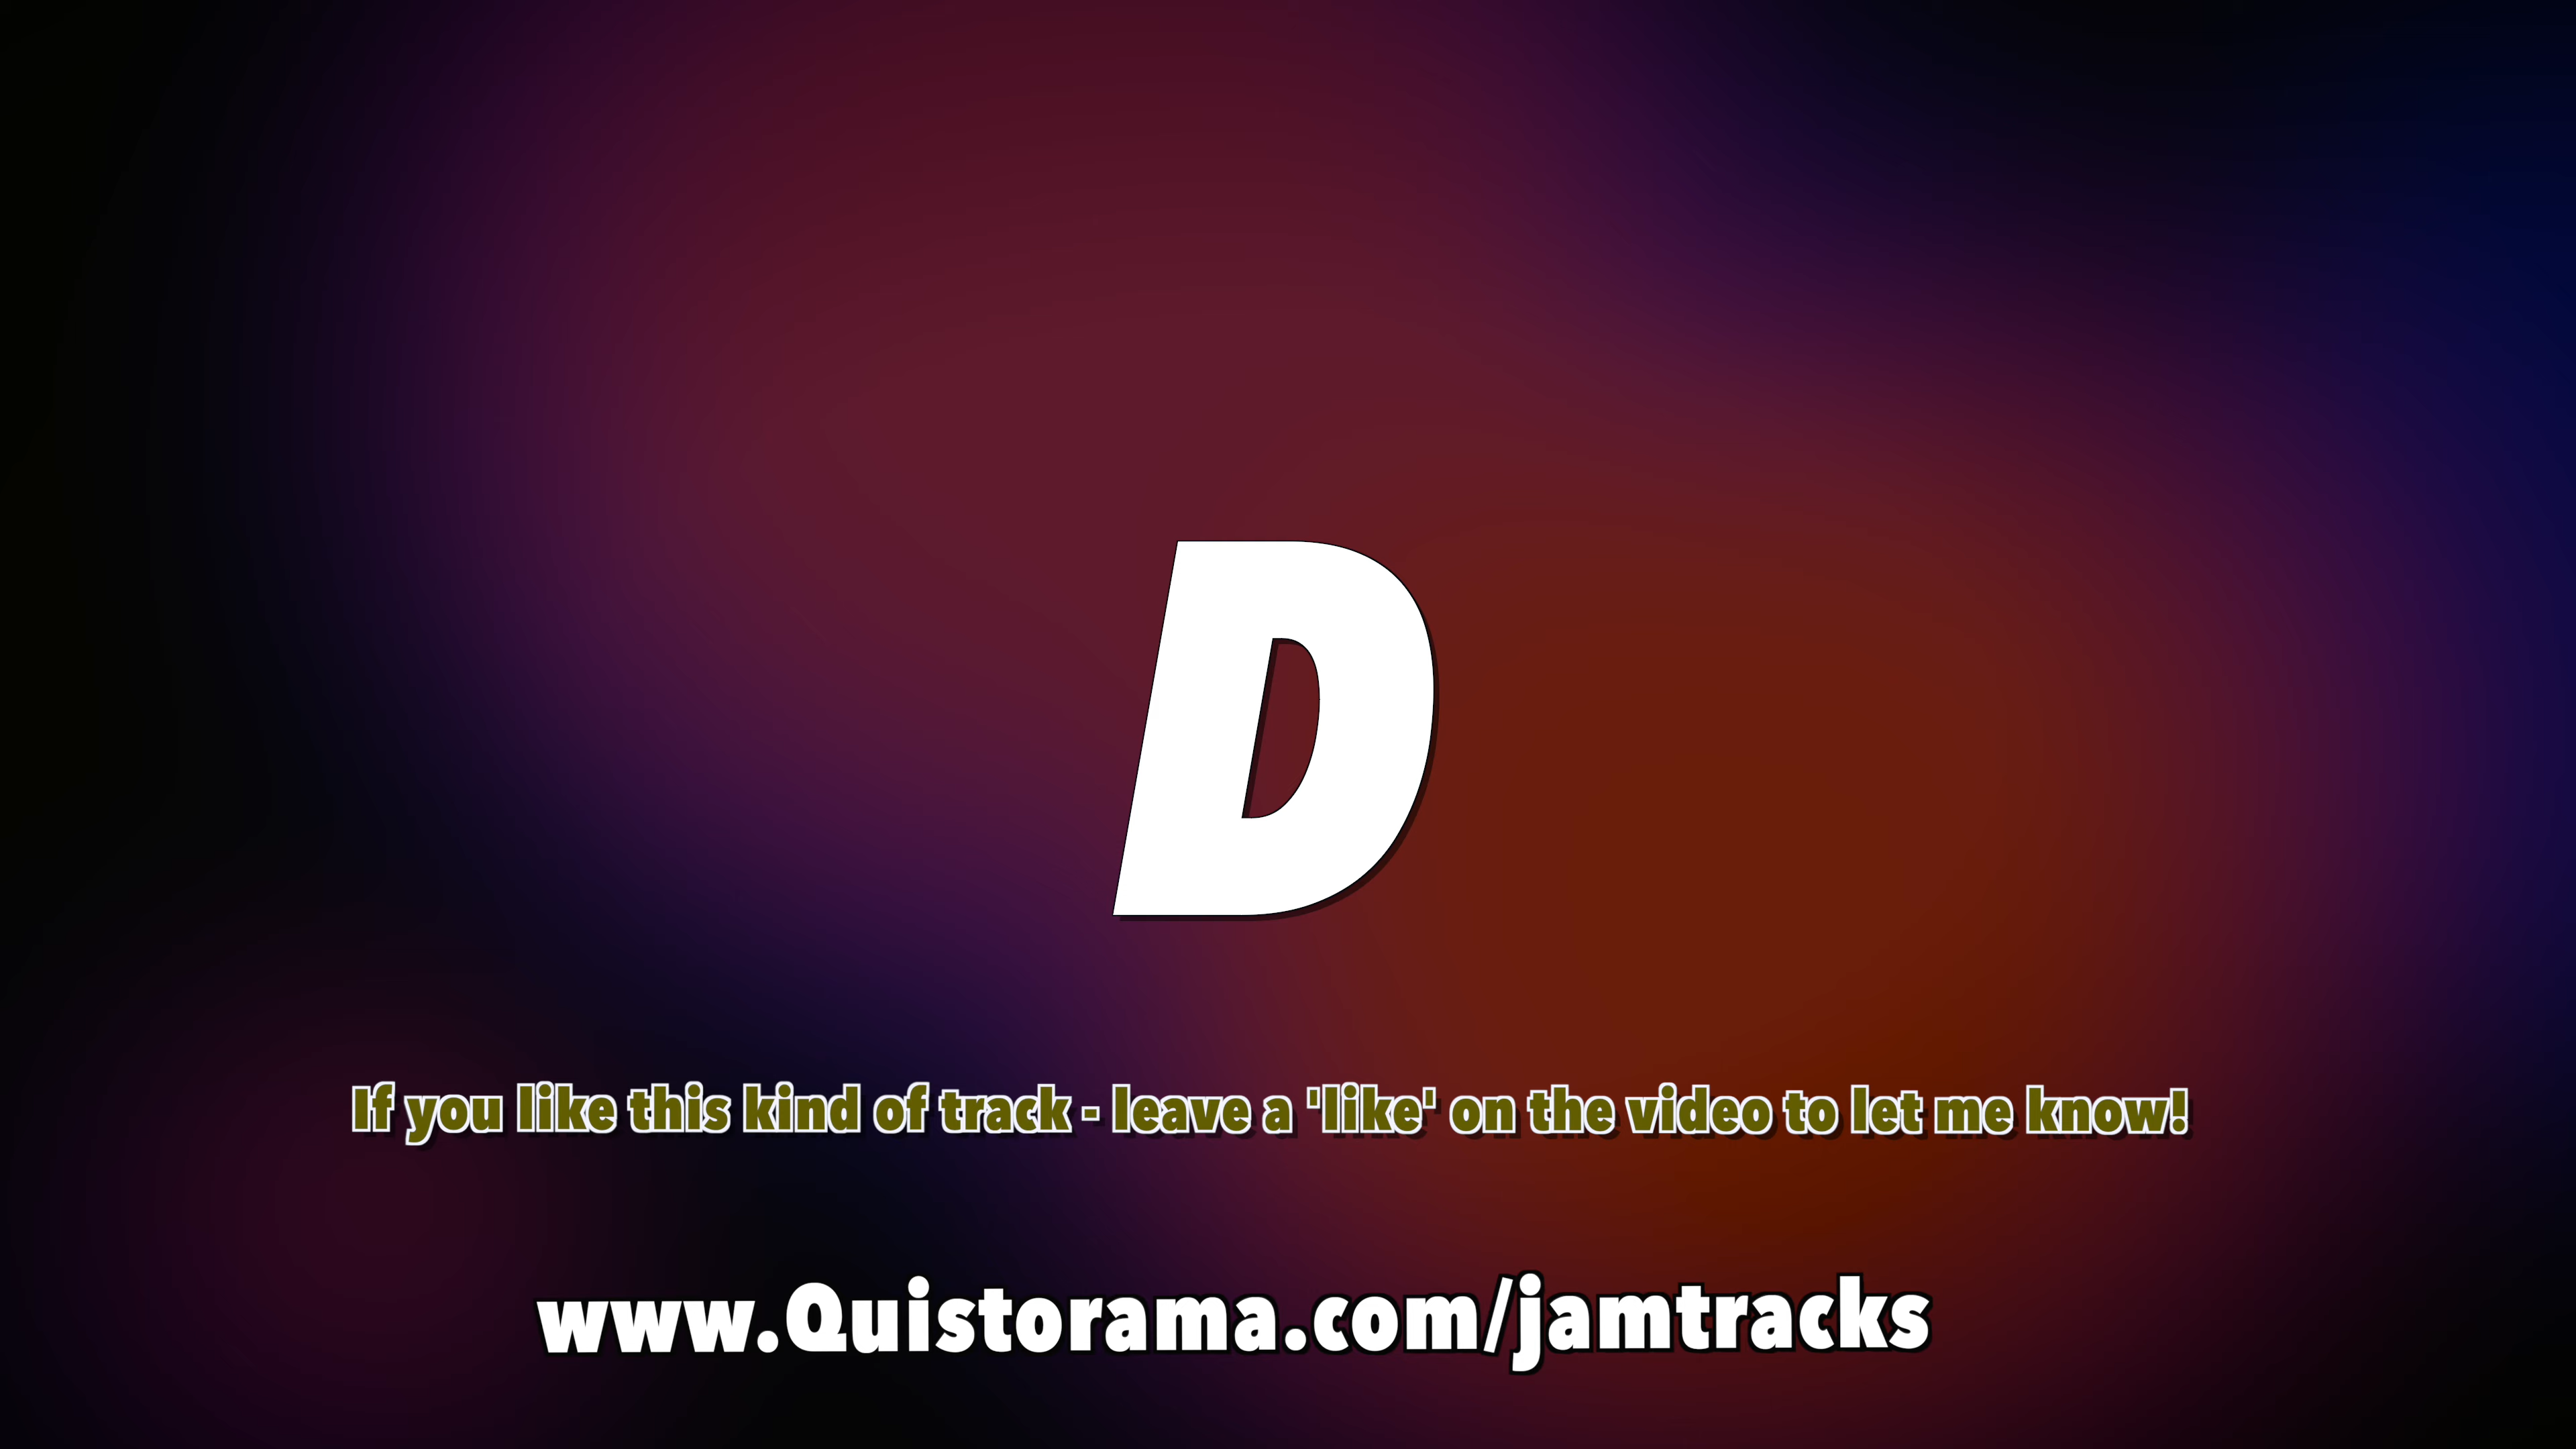 D
If you like this kind of track - leave a 'like' on the video to let me know!
www.Quistorama.com/jamtracks